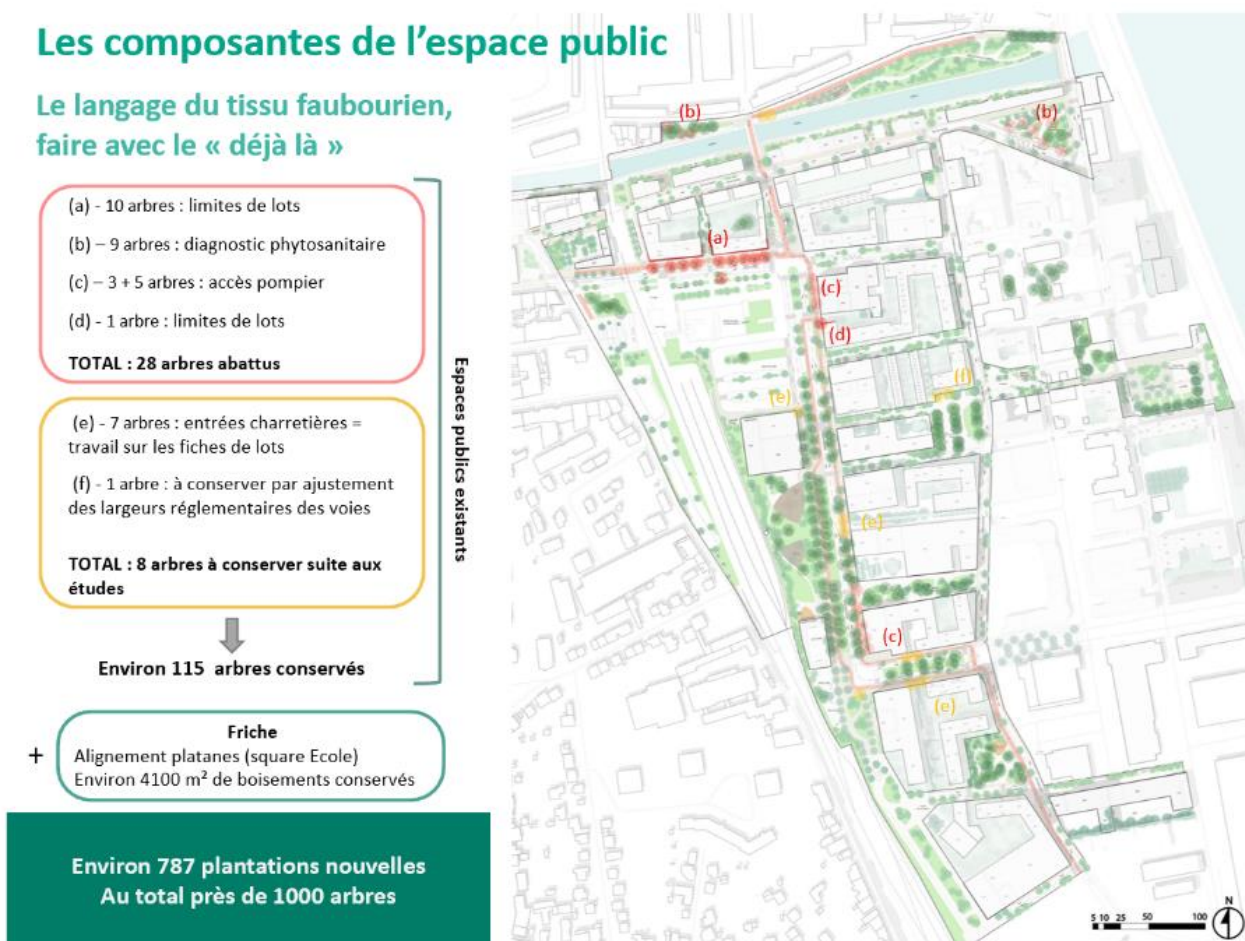 Les composantes de l'espace public
Le langage du tissu faubourien,
faire avec le « déjà là »
(a) - 10 arbres : limites de lots
(b) – 9 arbres : diagnostic phytosanitaire
(c) – 3 + 5 arbres : accès pompier
(d) - 1 arbre : limites de lots
TOTAL : 28 arbres abattus
(e) - 7 arbres : entrées charretières =
travail sur les fiches de lots
(f) - 1 arbre : à conserver par ajustement
des largeurs réglementaires des voies
TOTAL : 8 arbres à conserver suite aux
études
Environ 115 arbres conservés
Espaces publics existants
+
Friche
Alignement platanes (square Ecole)
Environ 4100 m² de boisements conservés
Environ 787 plantations nouvelles
Au total près de 1000 arbres
(b)
(b)
(a)
(c)
(d)
(f)
(e)
(e)
(c)
(e)
5 10 25 50 100
N